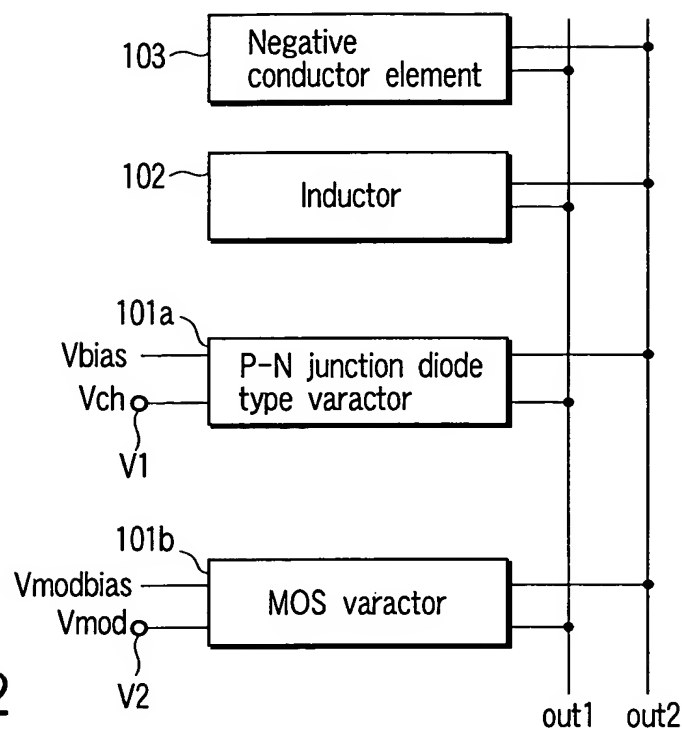 103
Negative
conductor element
102
Inductor
101a
Vbias
Vch
P-N junction diode
type varactor
V1
101b
Vmodbias
Vmod
MOS varactor
V2
2
out1 out2